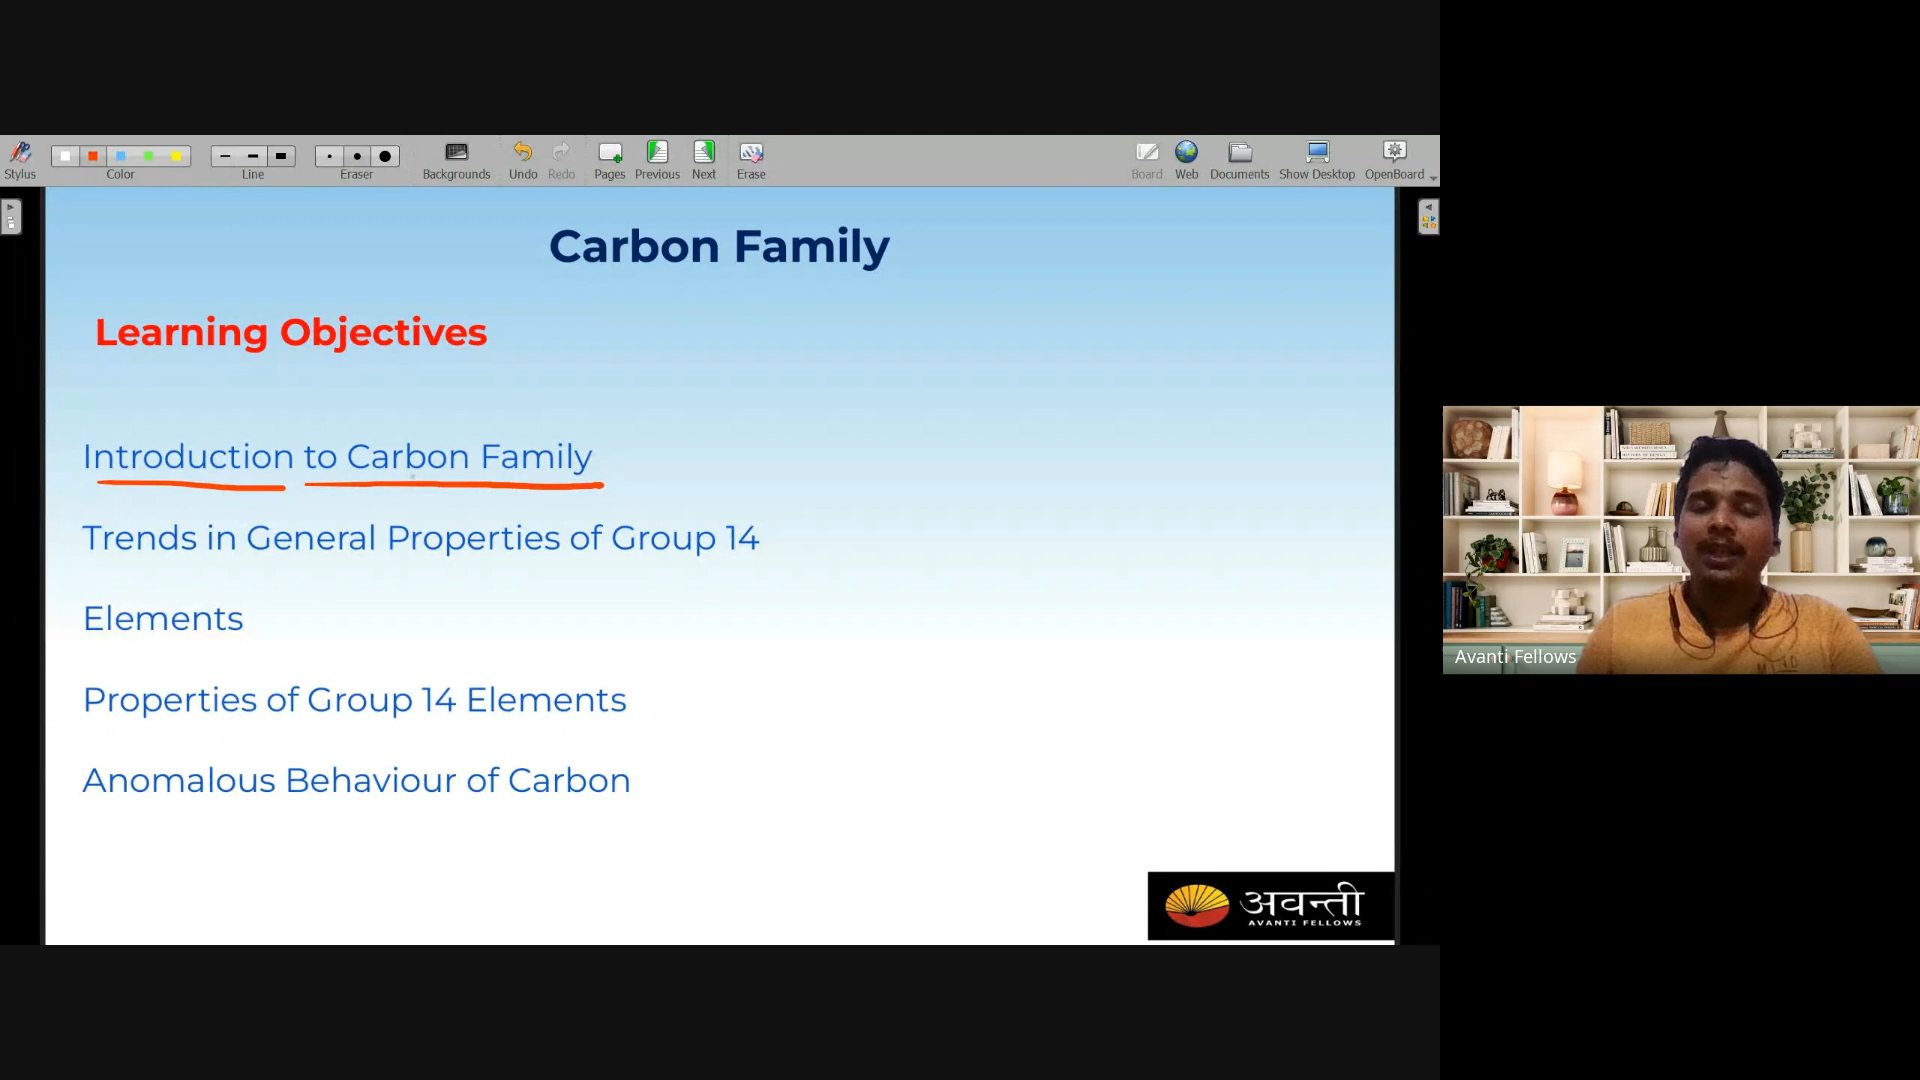 Stylus
Color
Line
Eraser
Backgrounds
Undo
Redo
Pages
Previous
Next
Erase
Board
Web
Documents
Show Desktop
OpenBoard
Carbon Family
Learning Objectives
Introduction to Carbon Family
Trends in General Properties of Group 14
Elements
Properties of Group 14 Elements
Anomalous Behaviour of Carbon
अवन्ती
AVANTI FELLOWS
Avanti Fellows